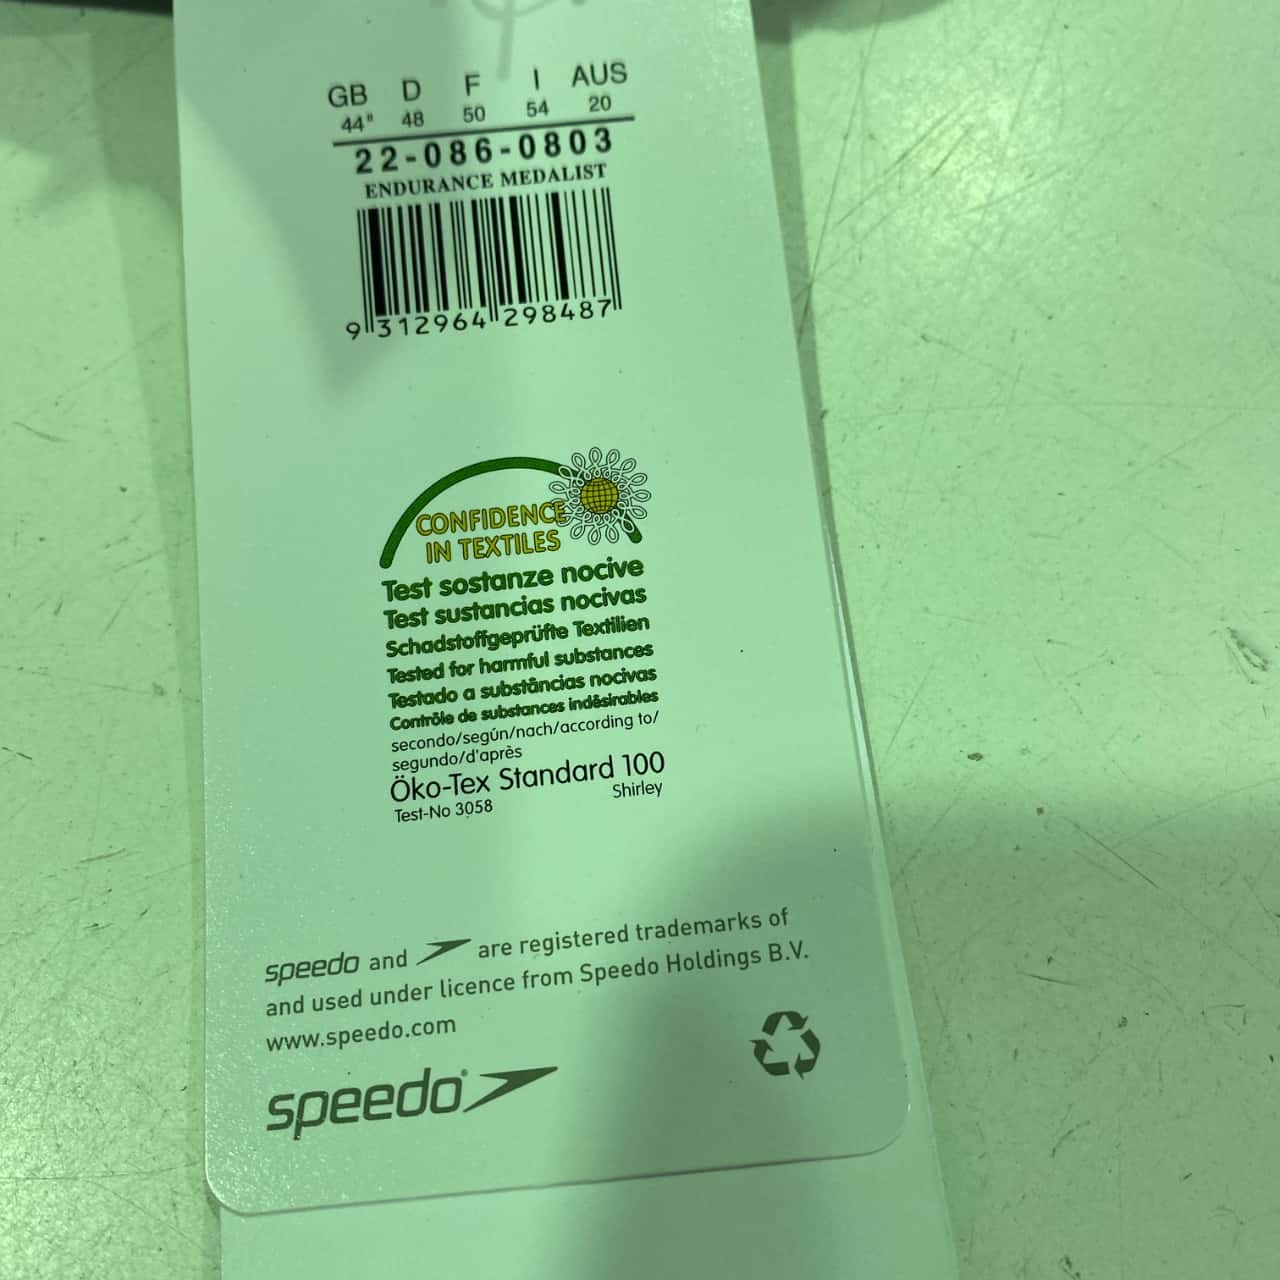 GB D F I AUS
44" 48 50 54 20
22-086-0803
ENDURANCE MEDALIST
9 312964 298487
CONFIDENCE
IN TEXTILES
Test sostanze nocive
Test sustancias nocivas
Schadstoffgeprüfte Textilien
Tested for harmful substances
Testado a substâncias nocivas
Contrôle de substances indèsirables
secondo/según/nach/according to/
segundo/d'après
Öko-Tex Standard 100
Test-No 3058 Shirley
speedo and are registered trademarks of
and used under licence from Speedo Holdings B.V.
www.speedo.com
speedo